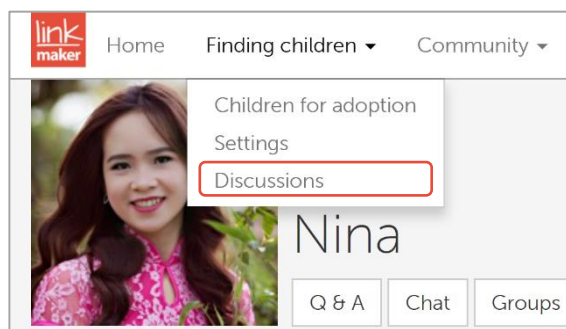 link
maker
Home Finding children Community
Children for adoption
Settings
Discussions
Nina
Q & A Chat Groups